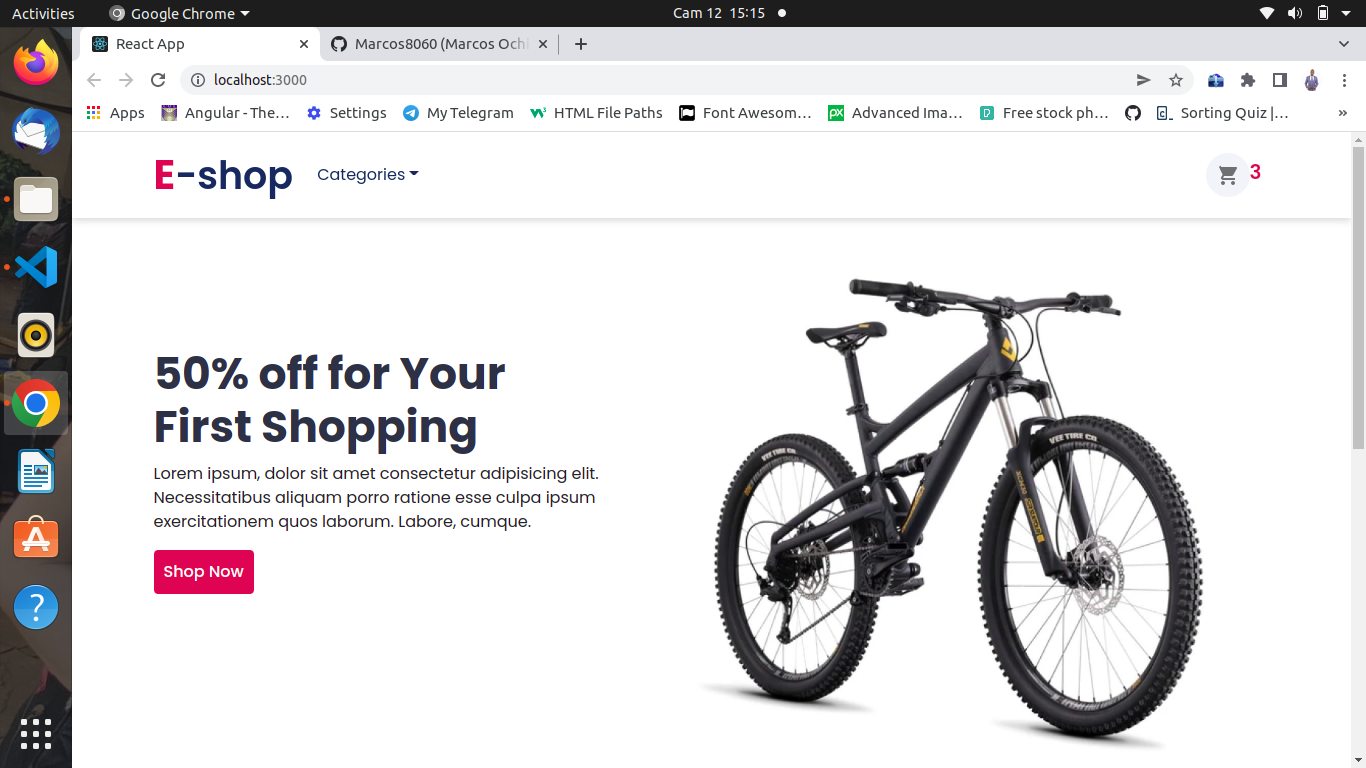 Activities
Google Chrome
Cam 12 15:15
React App
Marcos8060 (Marcos Ochi
localhost:3000
Apps
Angular - The…
Settings
My Telegram
HTML File Paths
Font Awesom…
Advanced Ima…
Free stock ph…
Sorting Quiz |…
»
E-shop
Categories
3
50% off for Your
First Shopping
Lorem ipsum, dolor sit amet consectetur adipisicing elit.
Necessitatibus aliquam porro ratione esse culpa ipsum
exercitationem quos laborum. Labore, cumque.
Shop Now
VEE TIRE CO.
VEE TIRE CO.